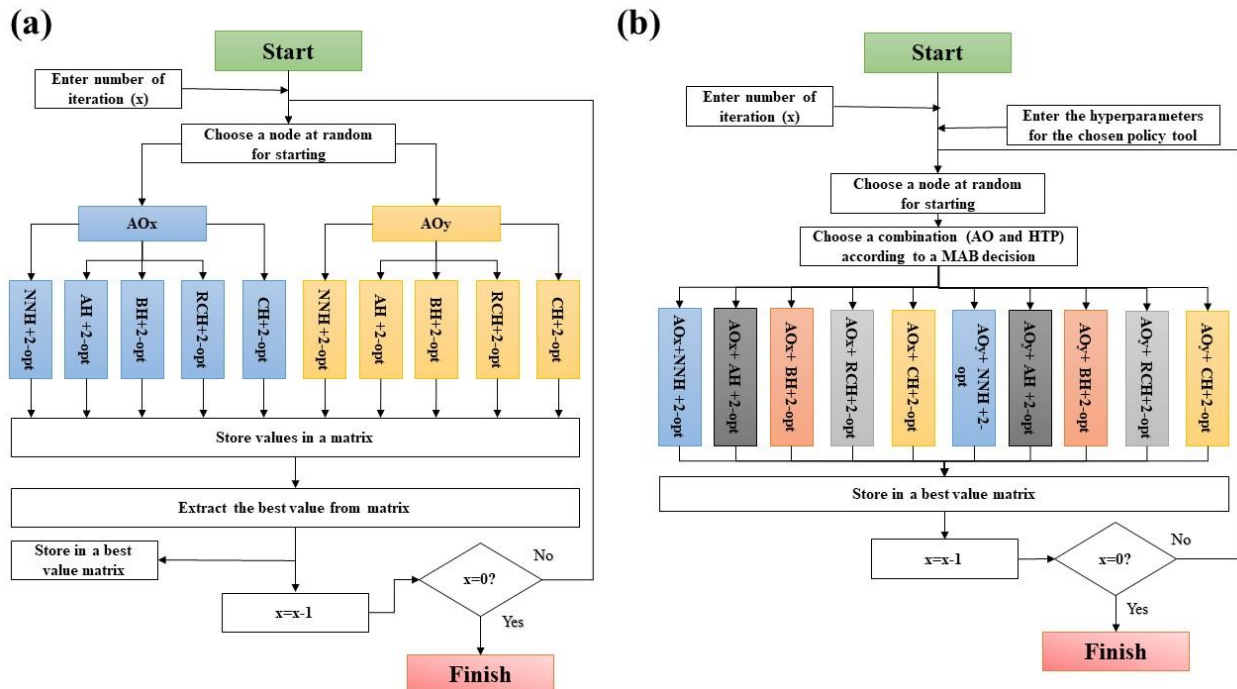 (a)
Start
Enter number of
iteration (x)
Choose a node at random
for starting
AOx
AOy
NNH +2-opt
AH +2-opt
BH+2-opt
RCH+2-opt
CH+2-opt
NNH +2-opt
AH +2-opt
BH+2-opt
RCH+2-opt
CH+2-opt
Store values in a matrix
Extract the best value from matrix
Store in a best
value matrix
x=x-1
x=0?
No
Yes
Finish
(b)
Start
Enter number of
iteration (x)
Enter the hyperparameters
for the chosen policy tool
Choose a node at random
for starting
Choose a combination (AO and HTP)
according to a MAB decision
AOx+NNH +2-opt
AOx+ AH +2-opt
AOx+ BH+2-opt
AOx+ RCH+2-opt
AOx+ CH+2-opt
AOy+ NNH +2-
opt
AOy+ AH +2-opt
AOy+ BH+2-opt
AOy+ RCH+2-opt
AOy+ CH+2-opt
Store in a best value matrix
x=x-1
x=0?
No
Yes
Finish